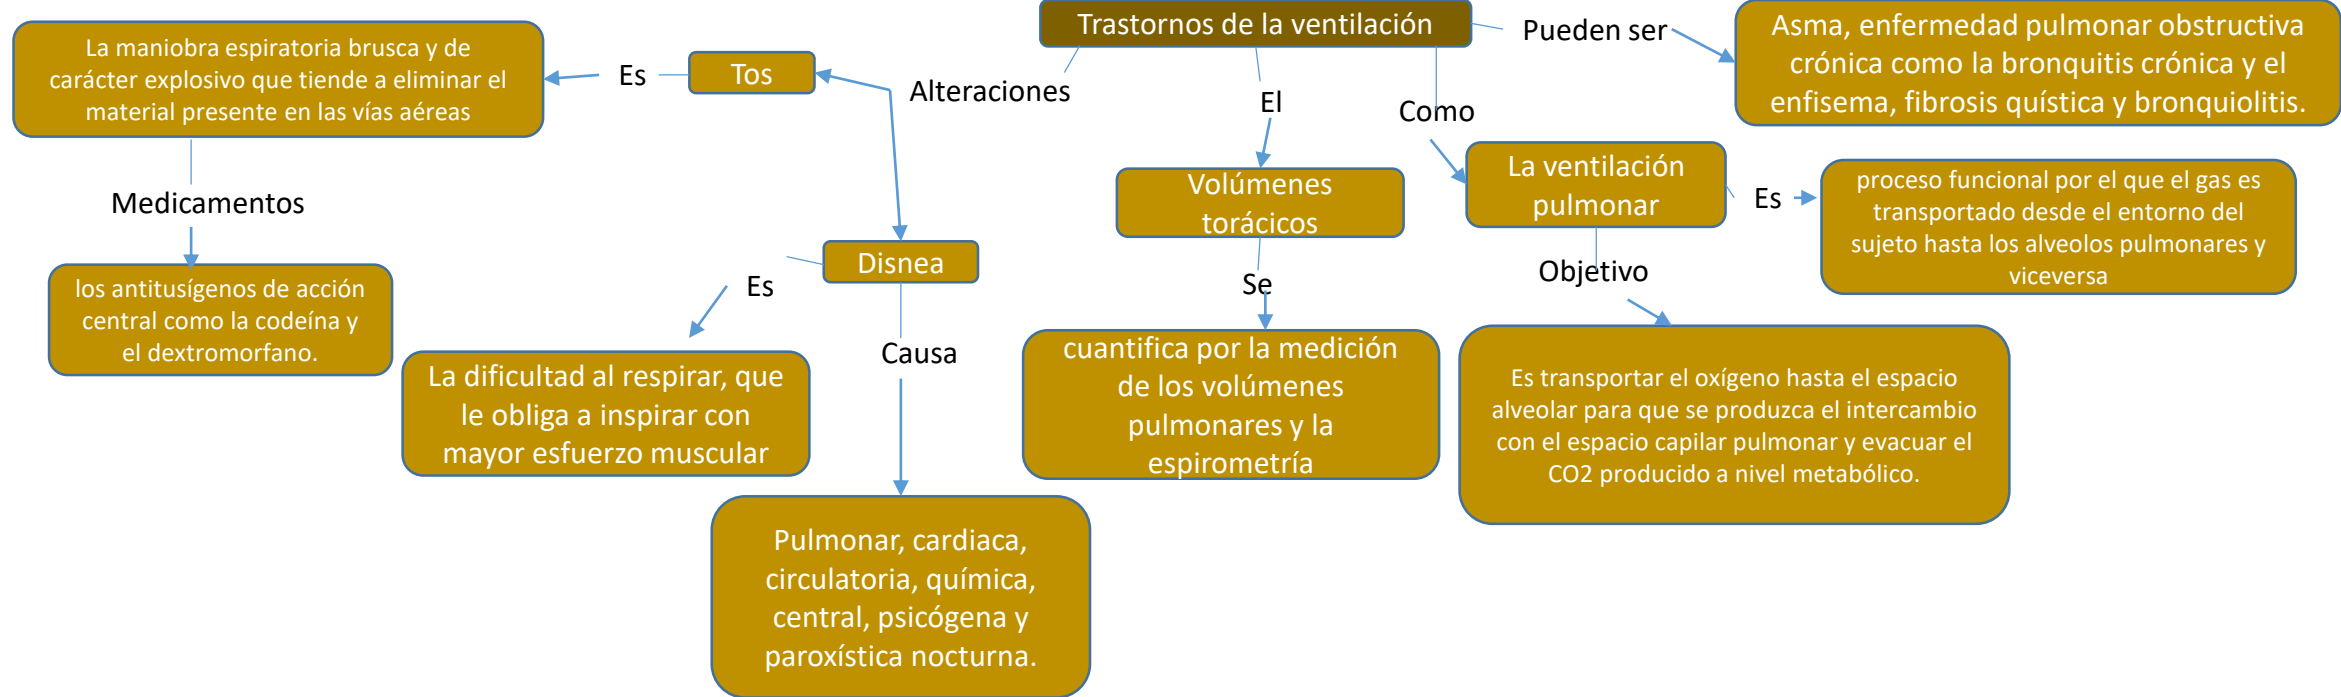 Trastornos de la ventilación
Pueden ser
Asma, enfermedad pulmonar obstructiva
crónica como la bronquitis crónica y el
enfisema, fibrosis quística y bronquiolitis.
Alteraciones
Tos
Es
La maniobra espiratoria brusca y de
carácter explosivo que tiende a eliminar el
material presente en las vías aéreas
Medicamentos
los antitusígenos de acción
central como la codeína y
el dextromorfano.
Disnea
Es
La dificultad al respirar, que
le obliga a inspirar con
mayor esfuerzo muscular
Causa
Pulmonar, cardiaca,
circulatoria, química,
central, psicógena y
paroxística nocturna.
El
Volúmenes
torácicos
Se
cuantifica por la medición
de los volúmenes
pulmonares y la
espirometría
Como
La ventilación
pulmonar
Es
proceso funcional por el que el gas es
transportado desde el entorno del
sujeto hasta los alveolos pulmonares y
viceversa
Objetivo
Es transportar el oxígeno hasta el espacio
alveolar para que se produzca el intercambio
con el espacio capilar pulmonar y evacuar el
CO2 producido a nivel metabólico.